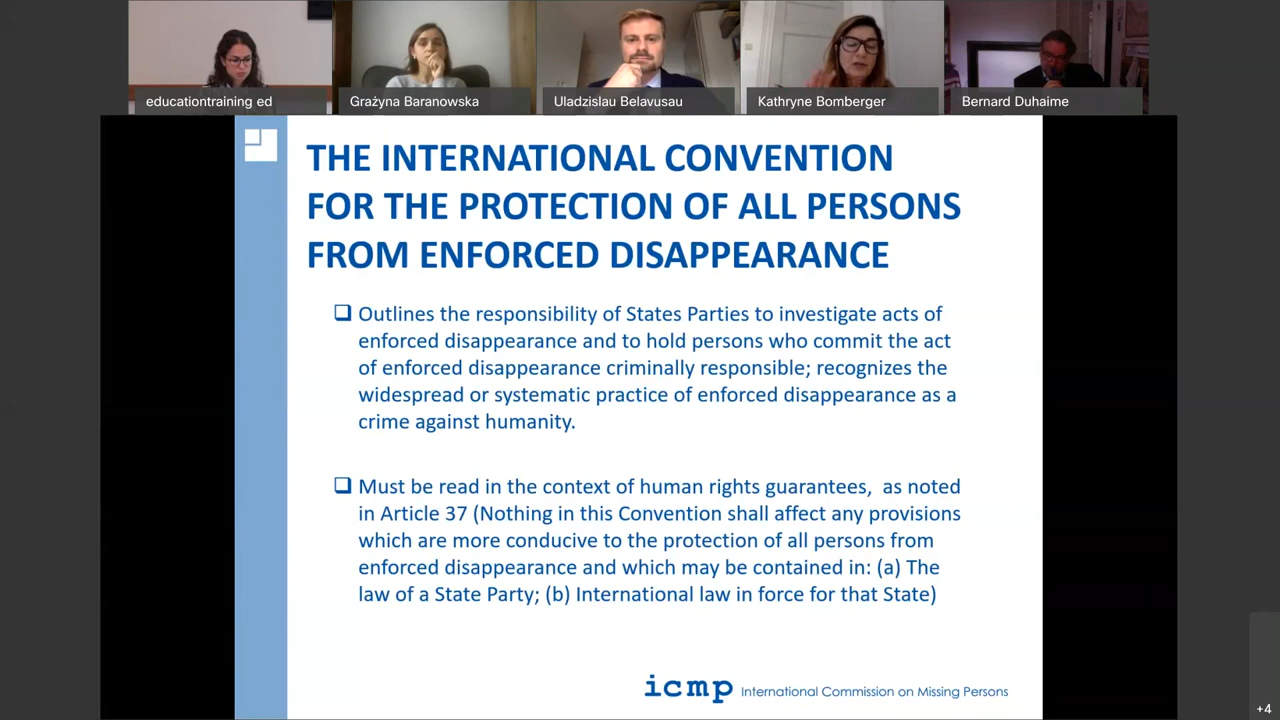 educationtraining ed
Grażyna Baranowska
Uladzislau Belavusau
Kathryne Bomberger
Bernard Duhaime
THE INTERNATIONAL CONVENTION
FOR THE PROTECTION OF ALL PERSONS
FROM ENFORCED DISAPPEARANCE
Outlines the responsibility of States Parties to investigate acts of
enforced disappearance and to hold persons who commit the act
of enforced disappearance criminally responsible; recognizes the
widespread or systematic practice of enforced disappearance as a
crime against humanity.
Must be read in the context of human rights guarantees,  as noted
in Article 37 (Nothing in this Convention shall affect any provisions
which are more conducive to the protection of all persons from
enforced disappearance and which may be contained in: (a) The
law of a State Party; (b) International law in force for that State)
icmp International Commission on Missing Persons
+4